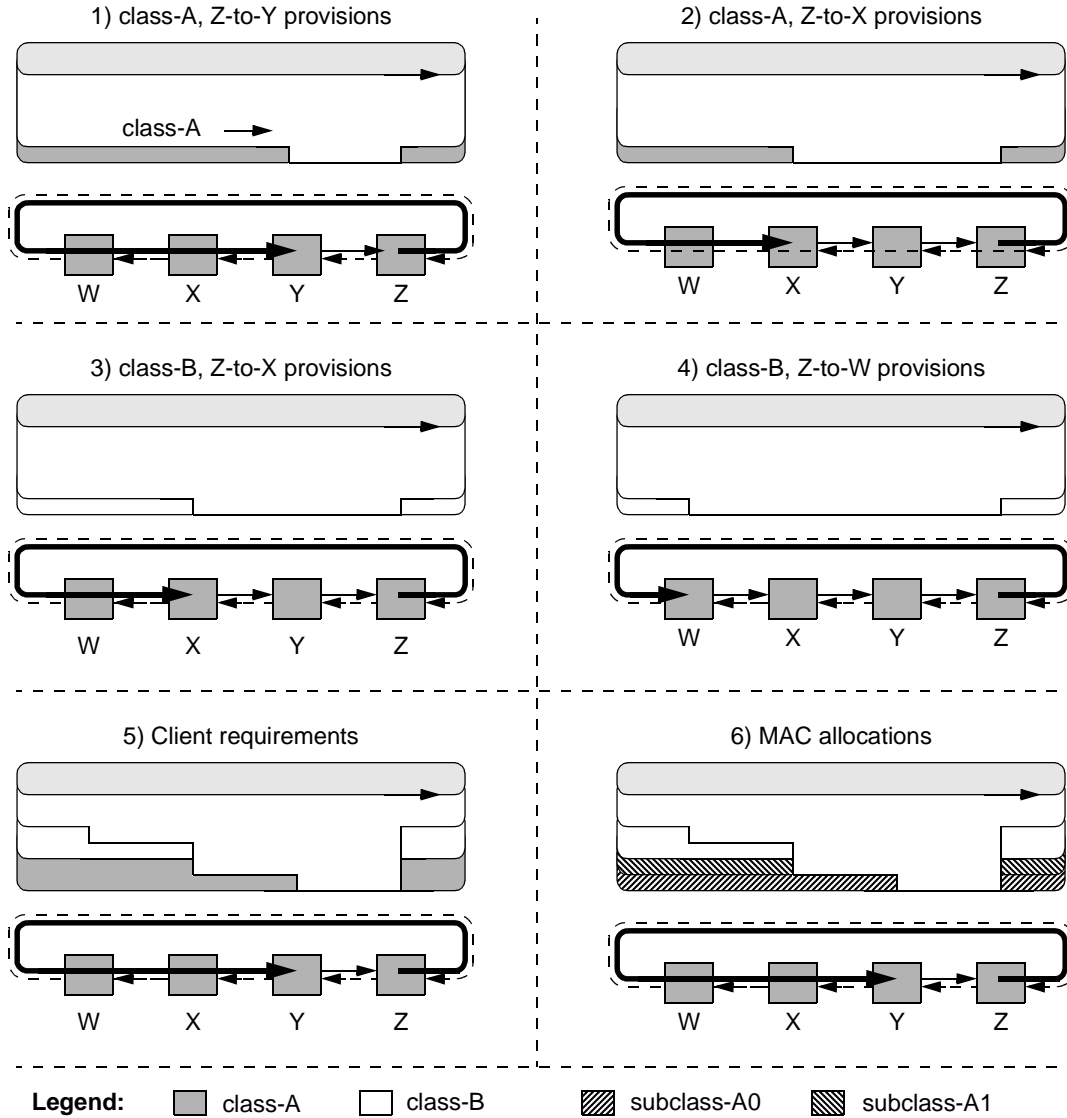 1) class-A, Z-to-Y provisions
class-A
W X Y Z
2) class-A, Z-to-X provisions
W X Y Z
3) class-B, Z-to-X provisions
W X Y Z
4) class-B, Z-to-W provisions
W X Y Z
5) Client requirements
W X Y Z
6) MAC allocations
W X Y Z
Legend: class-A class-B subclass-A0 subclass-A1